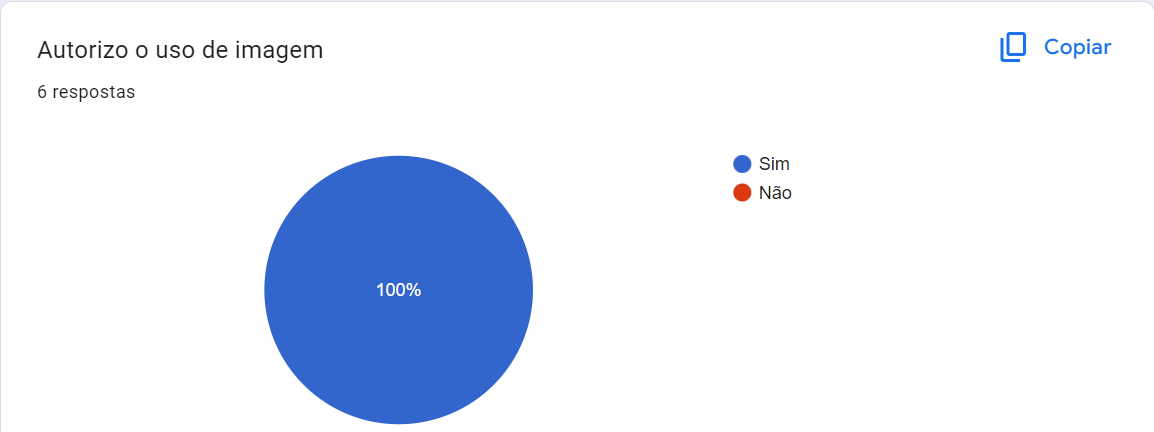 Autorizo o uso de imagem
Copiar
6 respostas
Sim
Não
100%